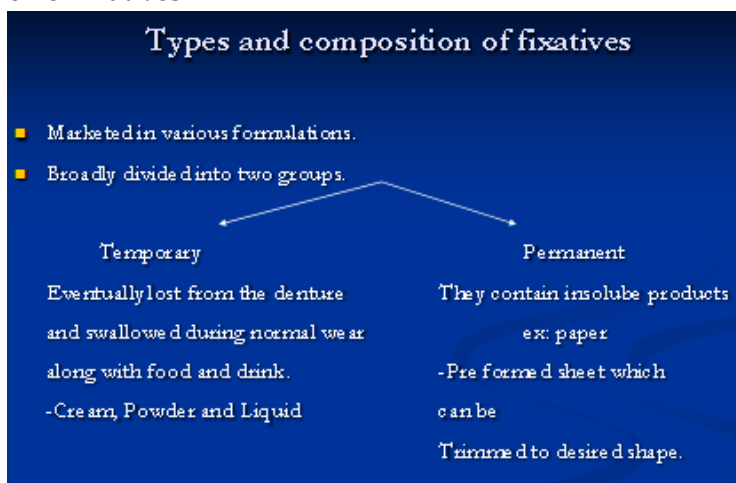 Types and composition of fixatives
Marketed in various formulations.
Broadly divided into two groups.
Temporary
Eventually lost from the denture
and swallowed during normal wear
along with food and drink.
-Cream, Powder and Liquid
Permanent
They contain insolube products
ex: paper
-Pre formed sheet which
can be
Trimmed to desired shape.